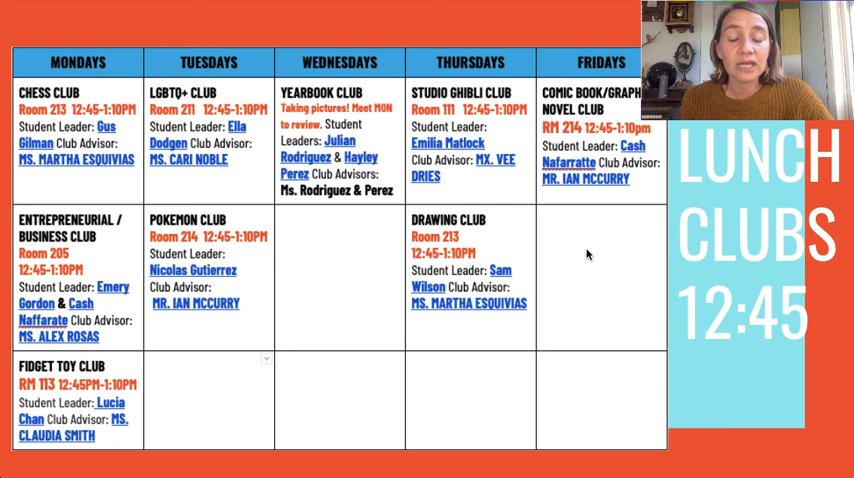 MONDAYS
TUESDAYS
WEDNESDAYS
THURSDAYS
FRIDAYS
CHESS CLUB
Room 213 12:45-1:10PM
Student Leader: Gus
Gilman Club Advisor:
MS. MARTHA ESQUIVIAS
LGBTQ+ CLUB
Room 211 12:45-1:10PM
Student Leader: Ella
Dodgen Club Advisor:
MS. CARI NOBLE
YEARBOOK CLUB
Taking pictures! Meet MON
to review. Student
Leaders: Julian
Rodriguez & Hayley
Perez Club Advisors:
Ms. Rodriguez & Perez
STUDIO GHIBLI CLUB
Room 111 12:45-1:10PM
Student Leader:
Emilia Matlock
Club Advisor: MX. VEE
DRIES
COMIC BOOK/GRAPH
NOVEL CLUB
RM 214 12:45-1:10pm
Student Leader: Cash
Nafarratte Club Advisor:
MR. IAN MCCURRY
ENTREPRENEURIAL /
BUSINESS CLUB
Room 205
12:45-1:10PM
Student Leader: Emery
Gordon & Cash
Naffarate Club Advisor:
MS. ALEX ROSAS
POKEMON CLUB
Room 214 12:45-1:10PM
Student Leader:
Nicolas Gutierrez
Club Advisor:
MR. IAN MCCURRY
DRAWING CLUB
Room 213
12:45-1:10PM
Student Leader: Sam
Wilson Club Advisor:
MS. MARTHA ESQUIVIAS
FIDGET TOY CLUB
RM 113 12:45PM-1:10PM
Student Leader: Lucia
Chan Club Advisor: MS.
CLAUDIA SMITH
LUNCH
CLUBS
12:45